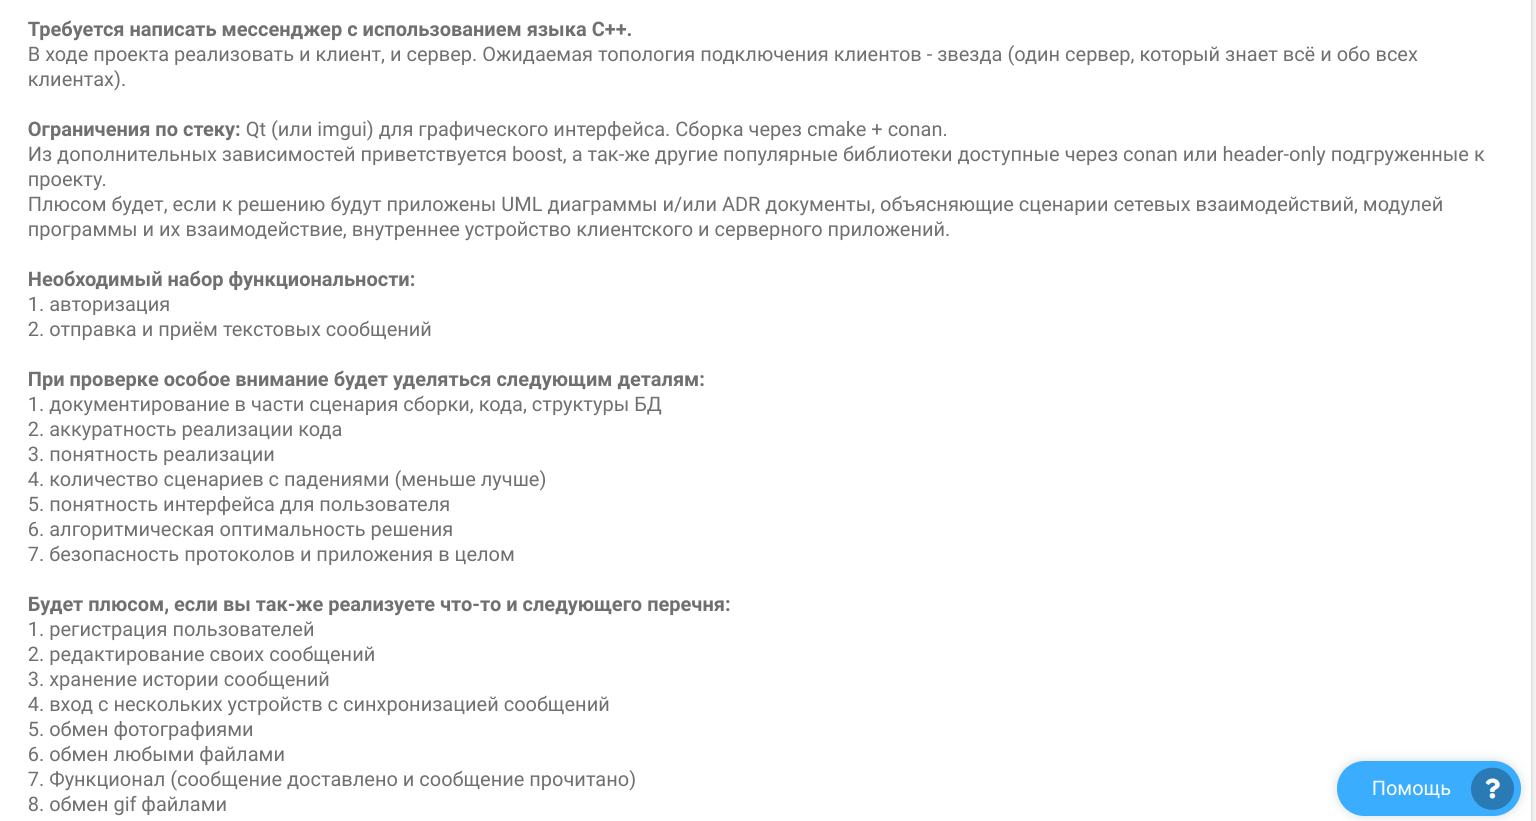 Требуется написать мессенджер с использованием языка C++.
В ходе проекта реализовать и клиент, и сервер. Ожидаемая топология подключения клиентов - звезда (один сервер, который знает всё и обо всех
клиентах).
Ограничения по стеку: Qt (или imgui) для графического интерфейса. Сборка через cmake + conan.
Из дополнительных зависимостей приветствуется boost, а так-же другие популярные библиотеки доступные через conan или header-only подгруженные к
проекту.
Плюсом будет, если к решению будут приложены UML диаграммы и/или ADR документы, объясняющие сценарии сетевых взаимодействий, модулей
программы и их взаимодействие, внутреннее устройство клиентского и серверного приложений.
Необходимый набор функциональности:
1. авторизация
2. отправка и приём текстовых сообщений
При проверке особое внимание будет уделяться следующим деталям:
1. документирование в части сценария сборки, кода, структуры БД
2. аккуратность реализации кода
3. понятность реализации
4. количество сценариев с падениями (меньше лучше)
5. понятность интерфейса для пользователя
6. алгоритмическая оптимальность решения
7. безопасность протоколов и приложения в целом
Будет плюсом, если вы так-же реализуете что-то и следующего перечня:
1. регистрация пользователей
2. редактирование своих сообщений
3. хранение истории сообщений
4. вход с нескольких устройств с синхронизацией сообщений
5. обмен фотографиями
6. обмен любыми файлами
7. Функционал (сообщение доставлено и сообщение прочитано)
8. обмен gif файлами
Помощь ?